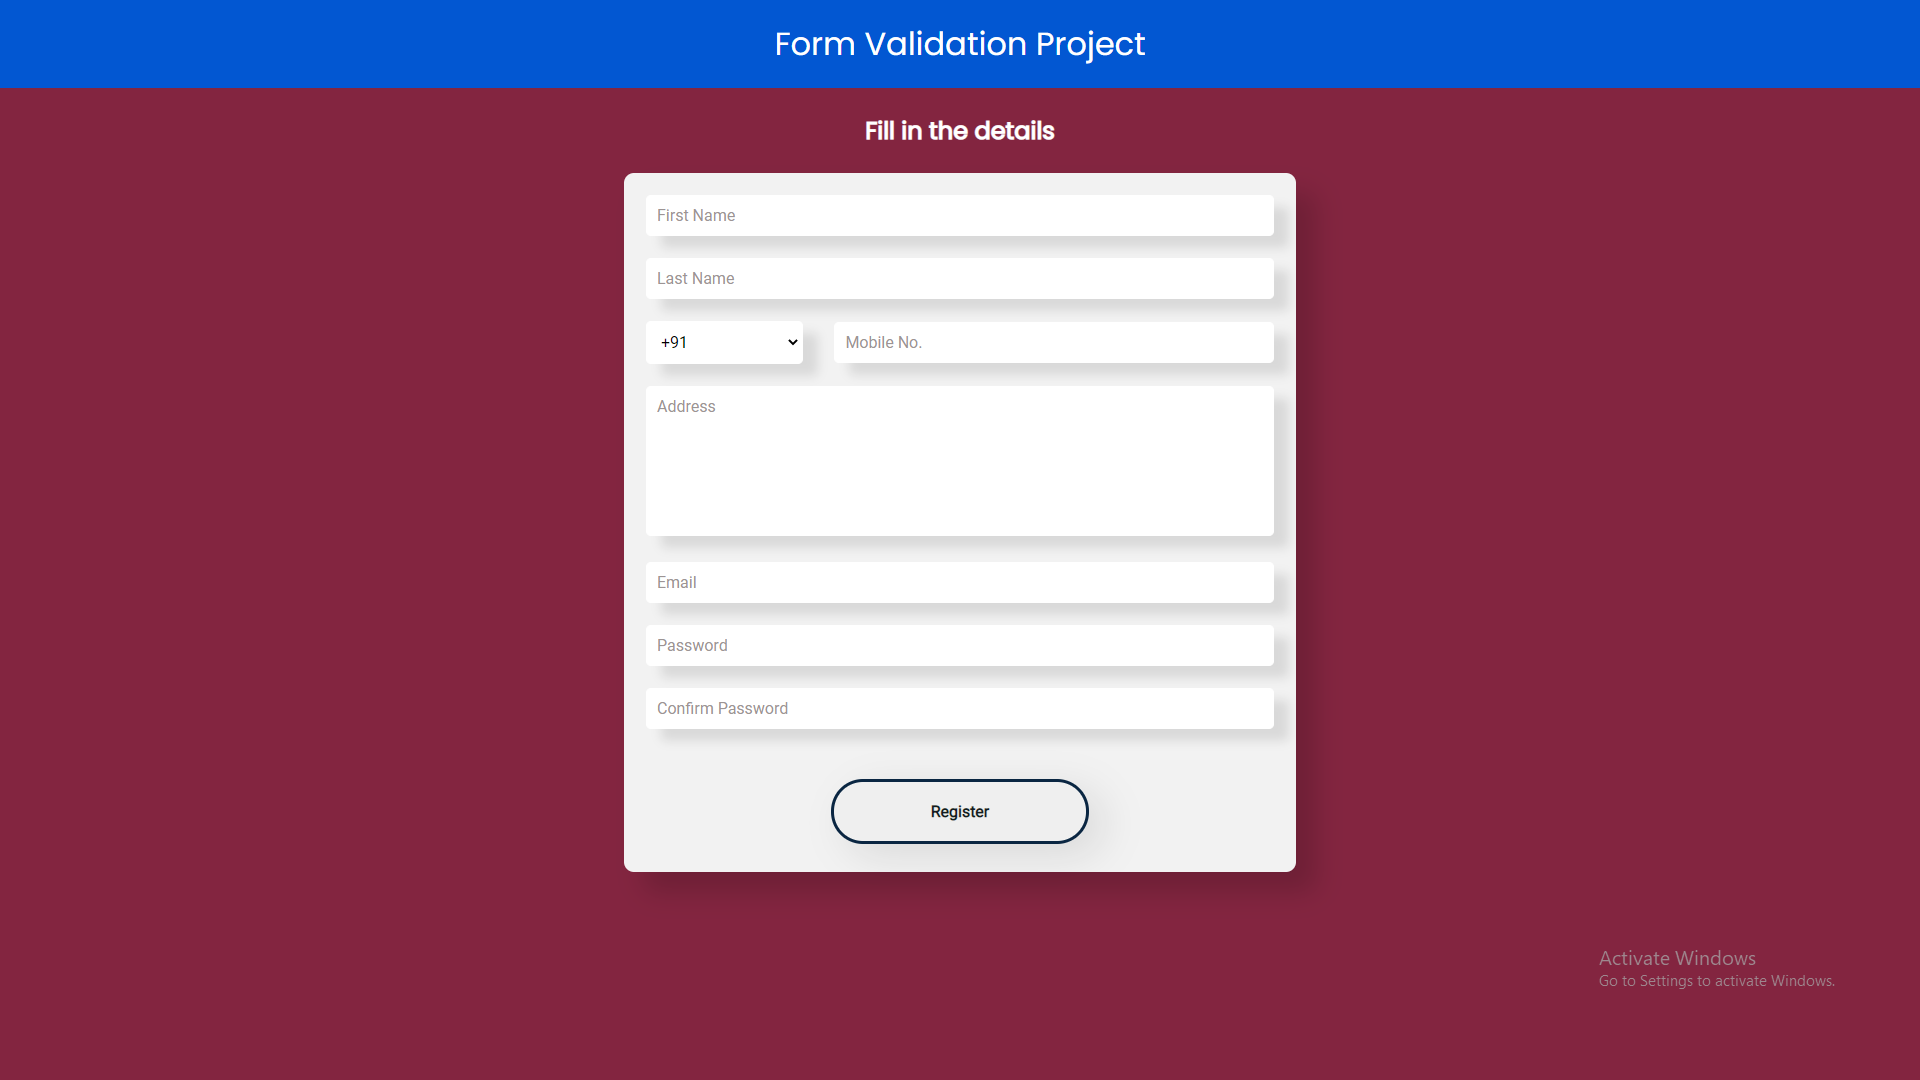 Form Validation Project
Fill in the details
First Name
Last Name
+91
Mobile No.
Address
Email
Password
Confirm Password
Register
Activate Windows
Go to Settings to activate Windows.